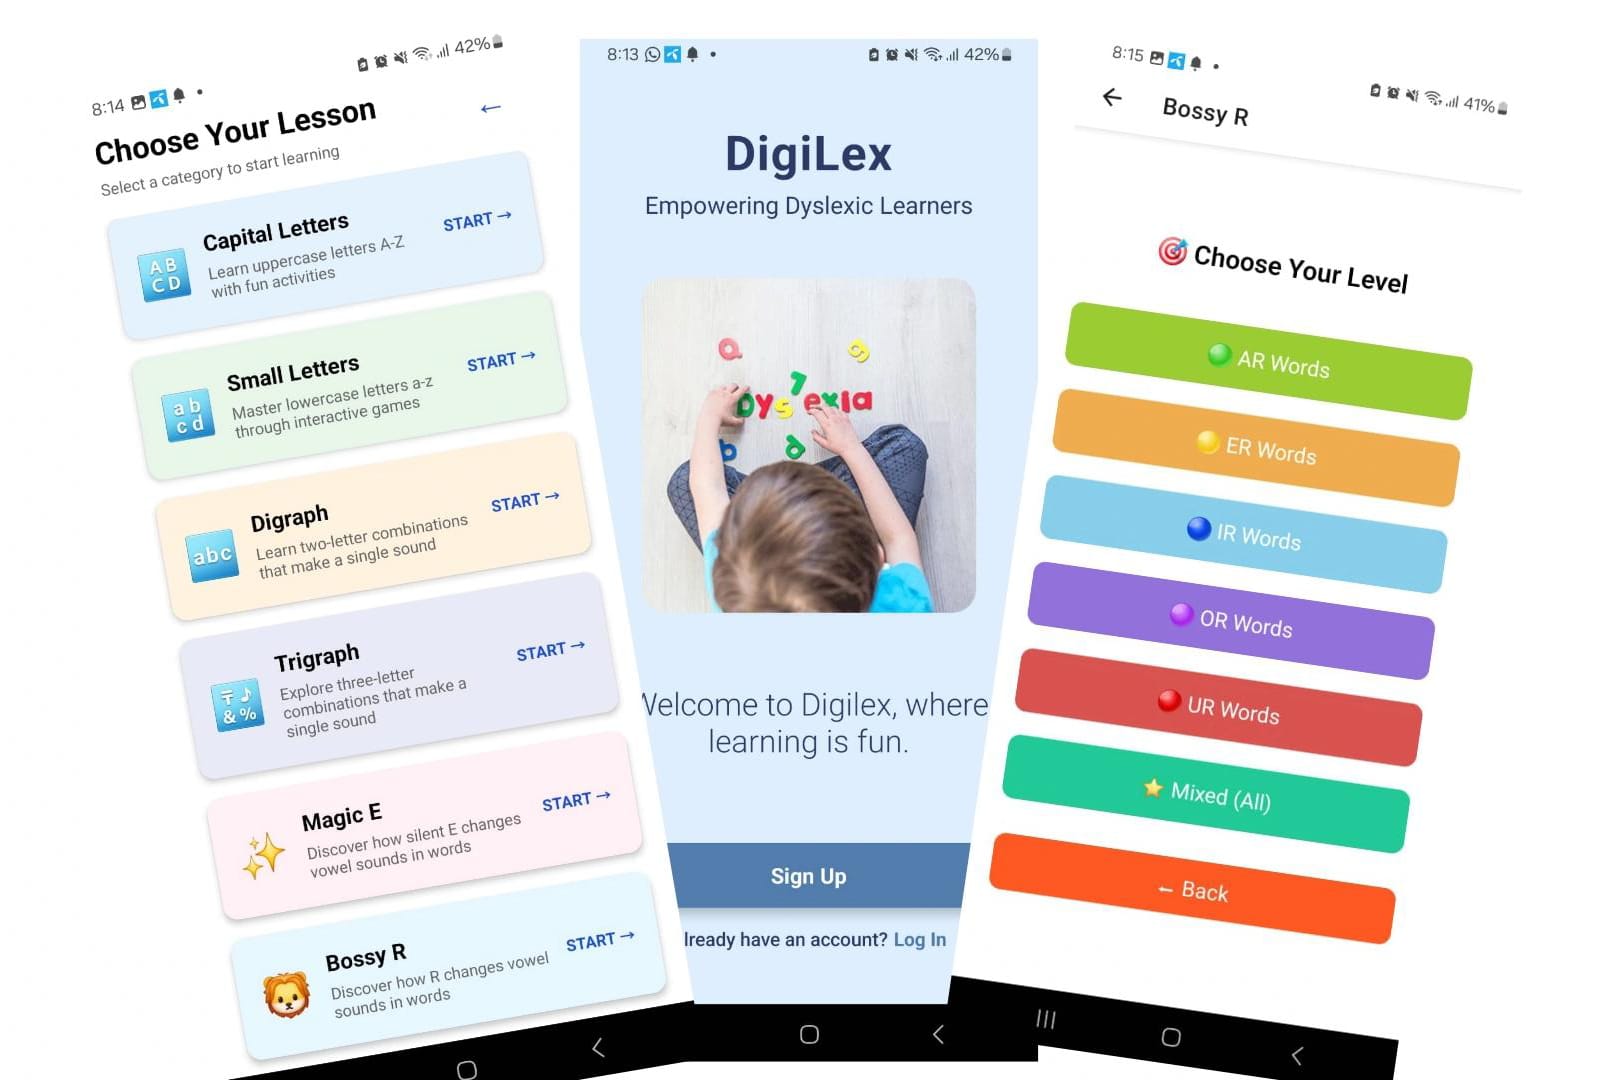 8:14
42%
Choose Your Lesson
←
Select a category to start learning
Capital Letters
Learn uppercase letters A-Z
with fun activities
START →
Small Letters
Master lowercase letters a-z
through interactive games
START →
Digraph
Learn two-letter combinations
that make a single sound
START →
Trigraph
Explore three-letter
combinations that make a
single sound
START →
Magic E
Discover how silent E changes
vowel sounds in words
START →
Bossy R
Discover how R changes vowel
sounds in words
START →
8:13
42%
DigiLex
Empowering Dyslexic Learners
Dyslexia
Welcome to Digilex, where
learning is fun.
Sign Up
lready have an account? Log In
8:15
41%
← Bossy R
Choose Your Level
AR Words
ER Words
IR Words
OR Words
UR Words
Mixed (All)
← Back